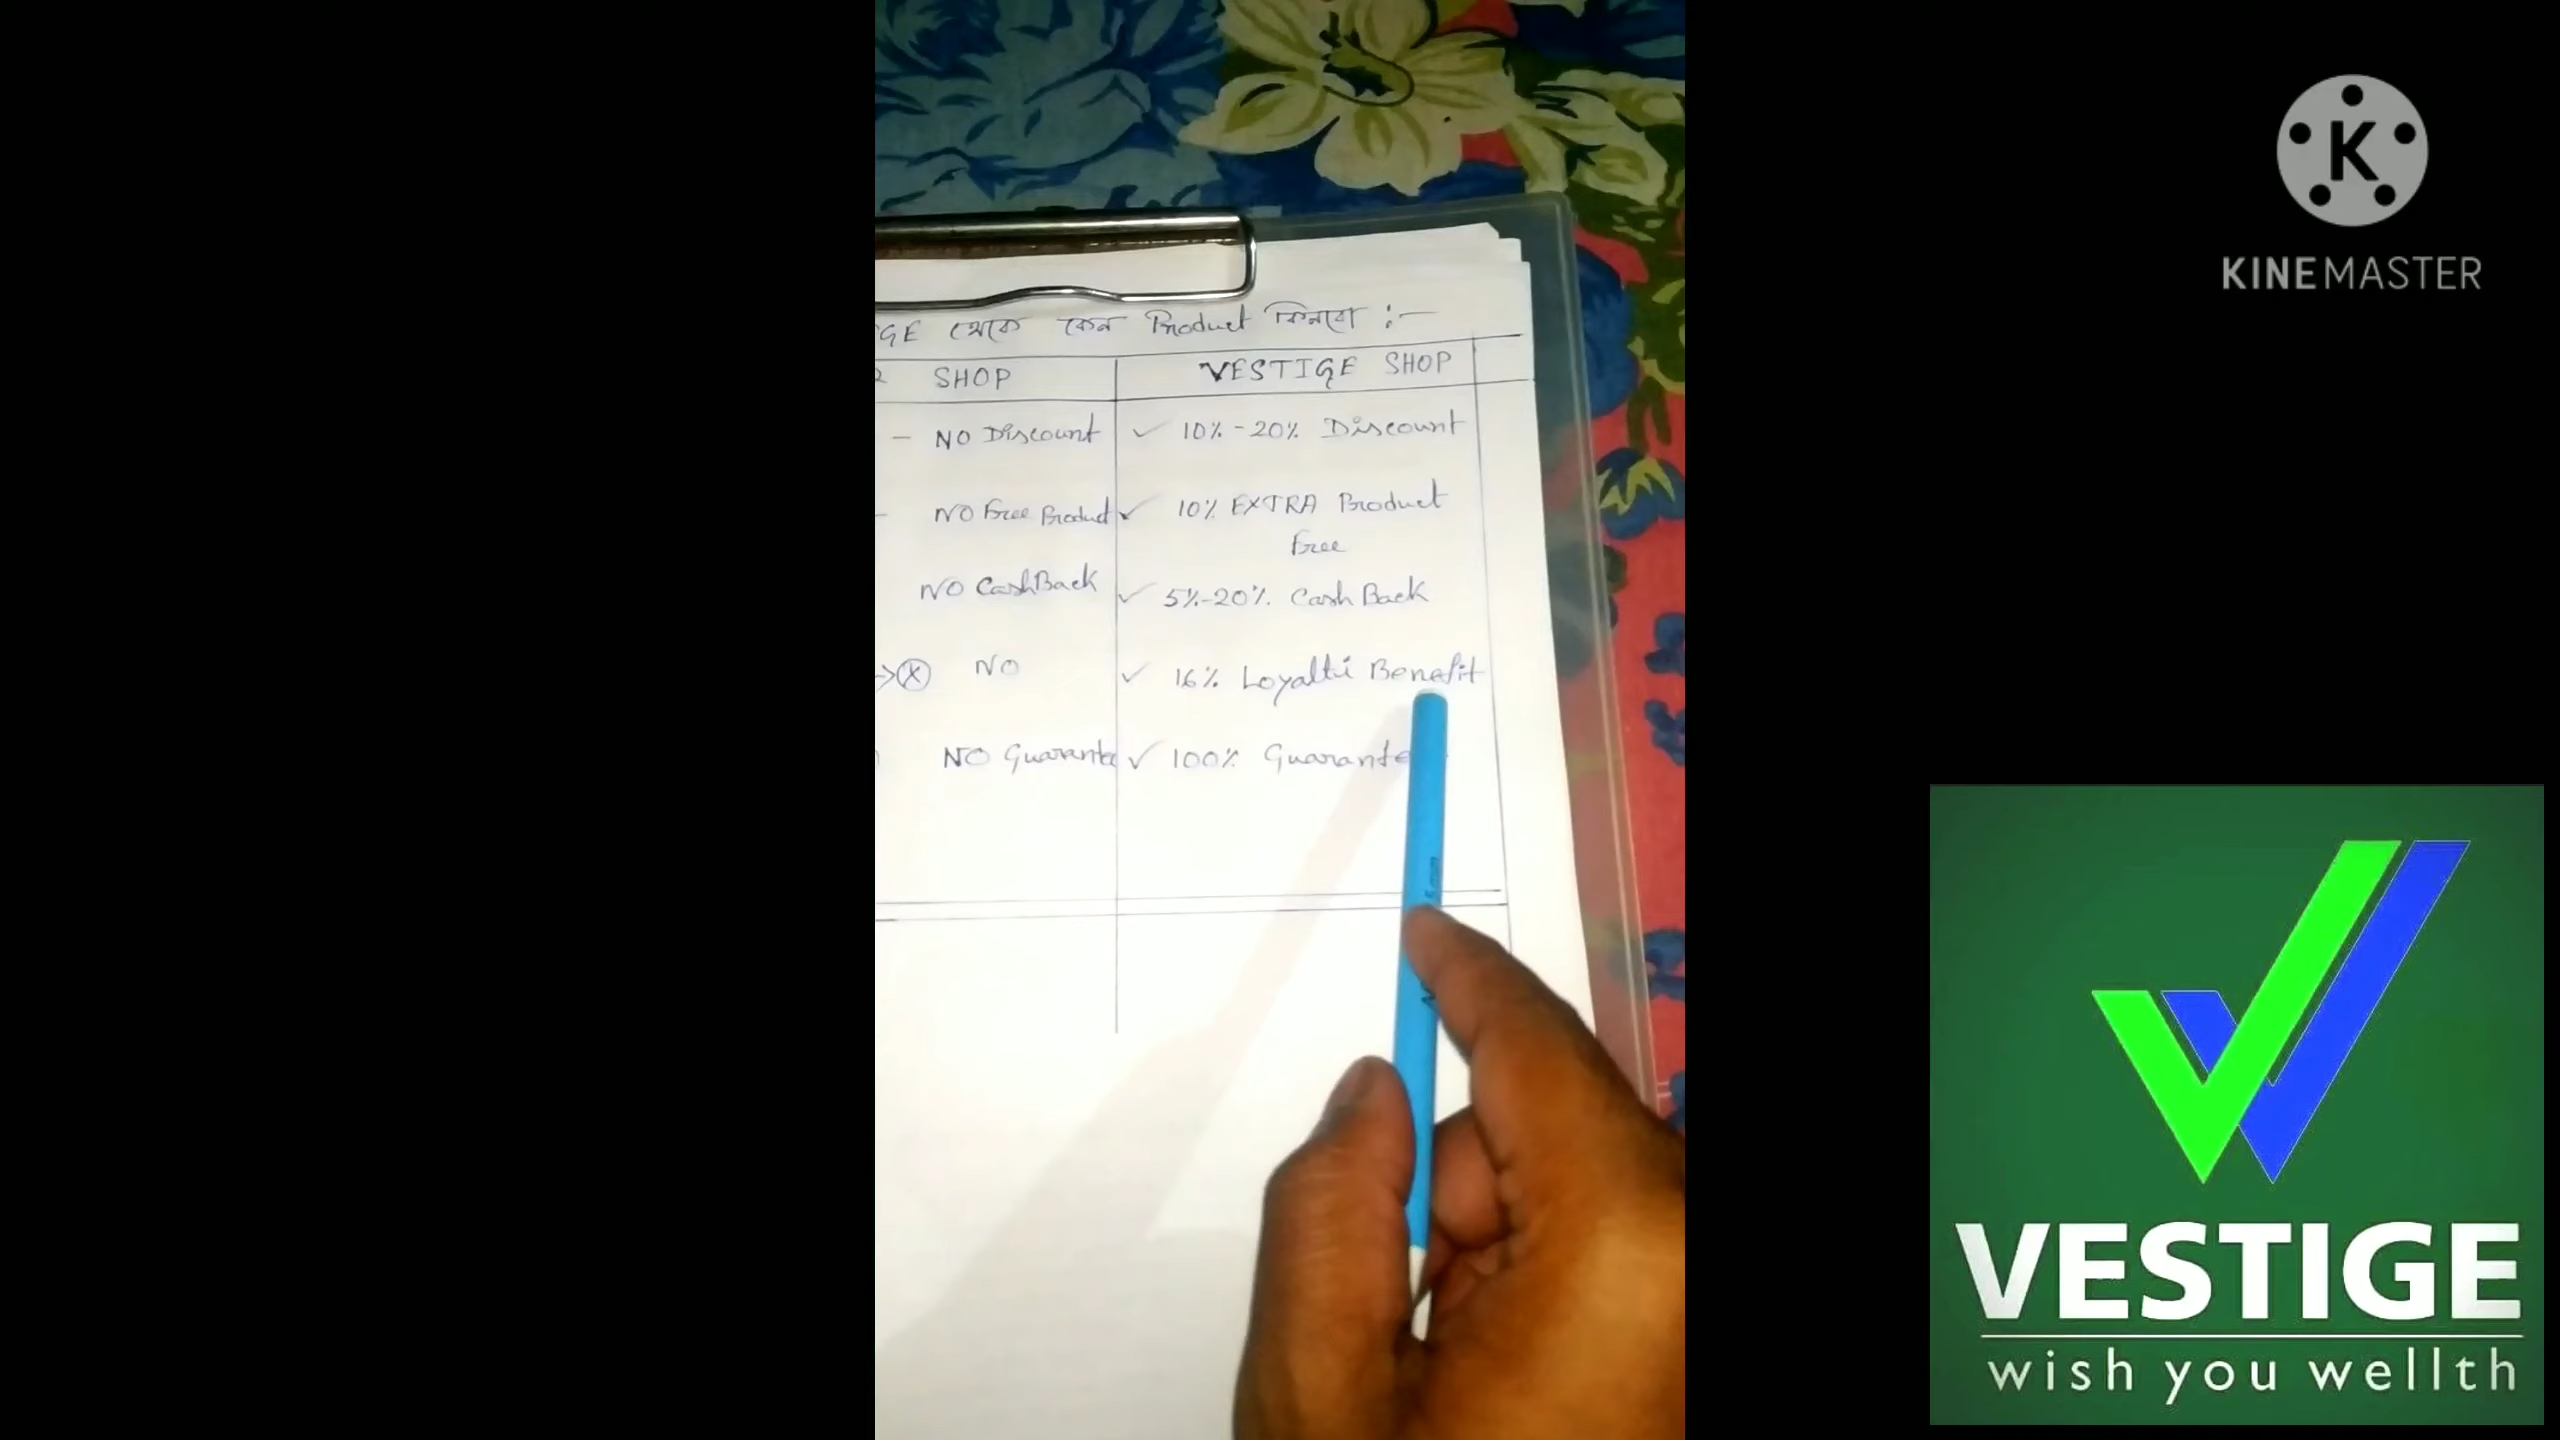 GE থেকে কেন Product কিনবো :-
SHOP
VESTIGE SHOP
- NO Discount
✓ 10% - 20% Discount
- NO Free Product
✓ 10% EXTRA Product
Free
NO CashBack
✓ 5%-20% Cash Back
NO
✓ 16% Loyalti Benefit
NO Guarante
✓ 100% Guarante
K
KINEMASTER
VESTIGE
wish you wellth